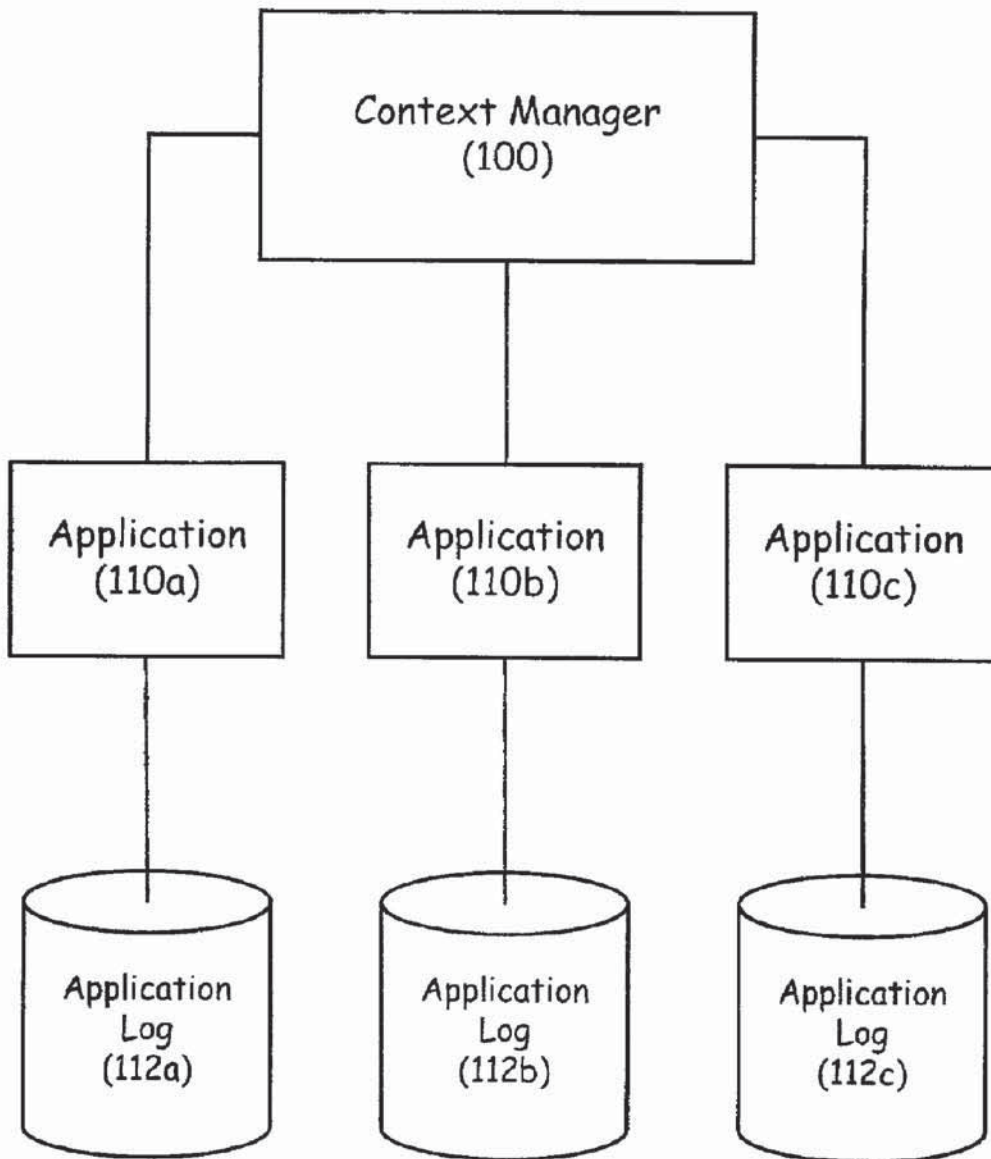 Context Manager
(100)
Application
(110a)
Application
(110b)
Application
(110c)
Application
Log
(112a)
Application
Log
(112b)
Application
Log
(112c)